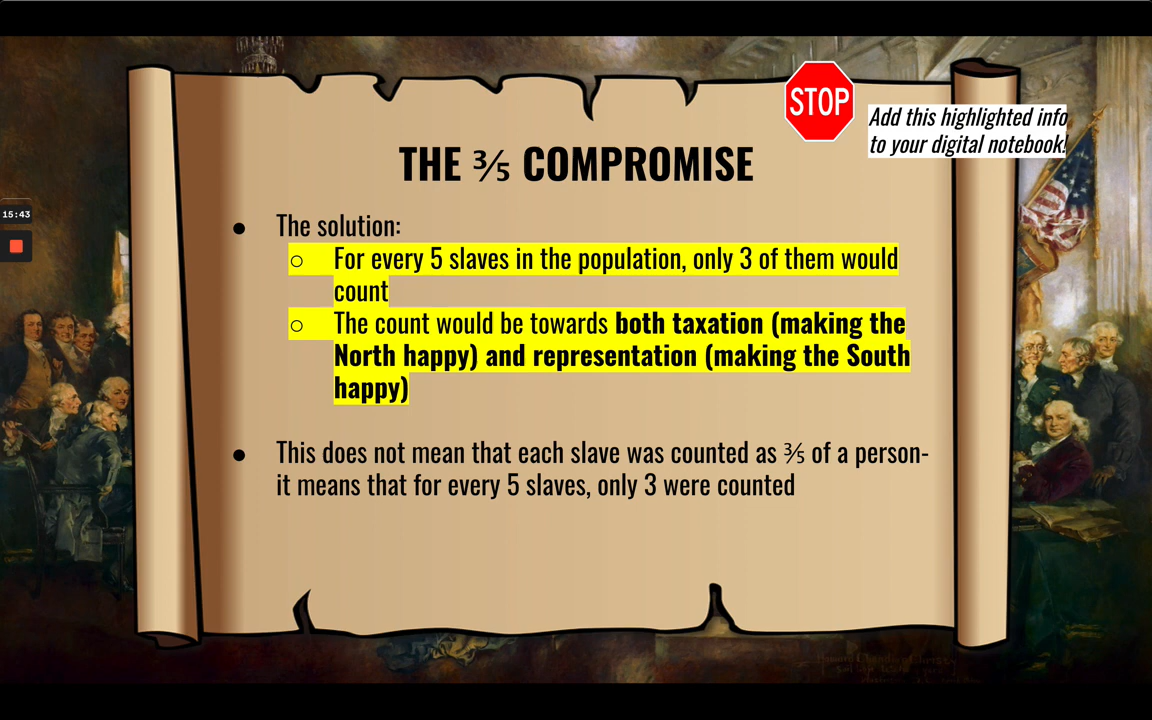 STOP
Add this highlighted info
to your digital notebook!
THE ⅗ COMPROMISE
15:43
● The solution:
○ For every 5 slaves in the population, only 3 of them would
count
○ The count would be towards both taxation (making the
North happy) and representation (making the South
happy)
● This does not mean that each slave was counted as ⅗ of a person-
it means that for every 5 slaves, only 3 were counted